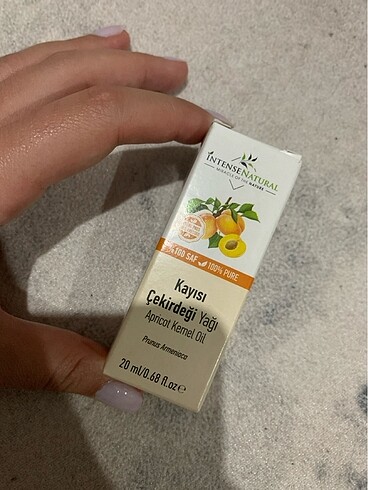 INTENSENATURAL
MIRACLE OF THE NATURE
%100 SAF 100% PURE
Kayısı
Çekirdeği Yağı
Apricot Kernel Oil
Prunus Armeniaca
20 ml/0.68 fl.oz℮